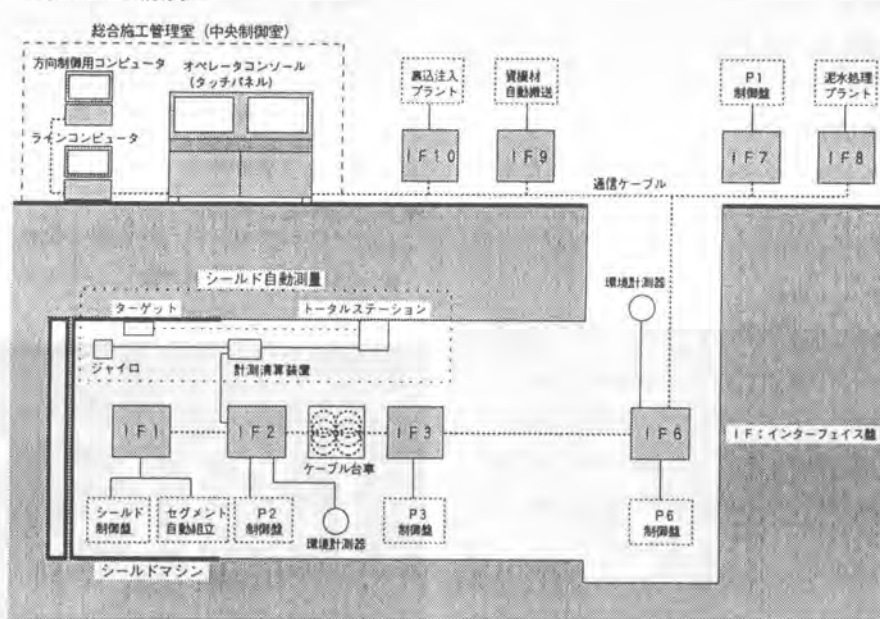 総合施工管理室（中央制御室）
方向制御用コンピュータ
オペレータコンソール
（タッチパネル）
ラインコンピュータ
裏込注入
プラント
資機材
自動搬送
P1
制御盤
泥水処理
プラント
IF10
IF9
IF7
IF8
通信ケーブル
シールド自動測量
環境計測器
ターゲット
トータルステーション
ジャイロ
計測演算装置
IF1
IF2
IF3
IF6
IF：インターフェイス盤
ケーブル台車
シールド
制御盤
セグメント
自動組立
P2
制御盤
環境計測器
P3
制御盤
P6
制御盤
シールドマシン